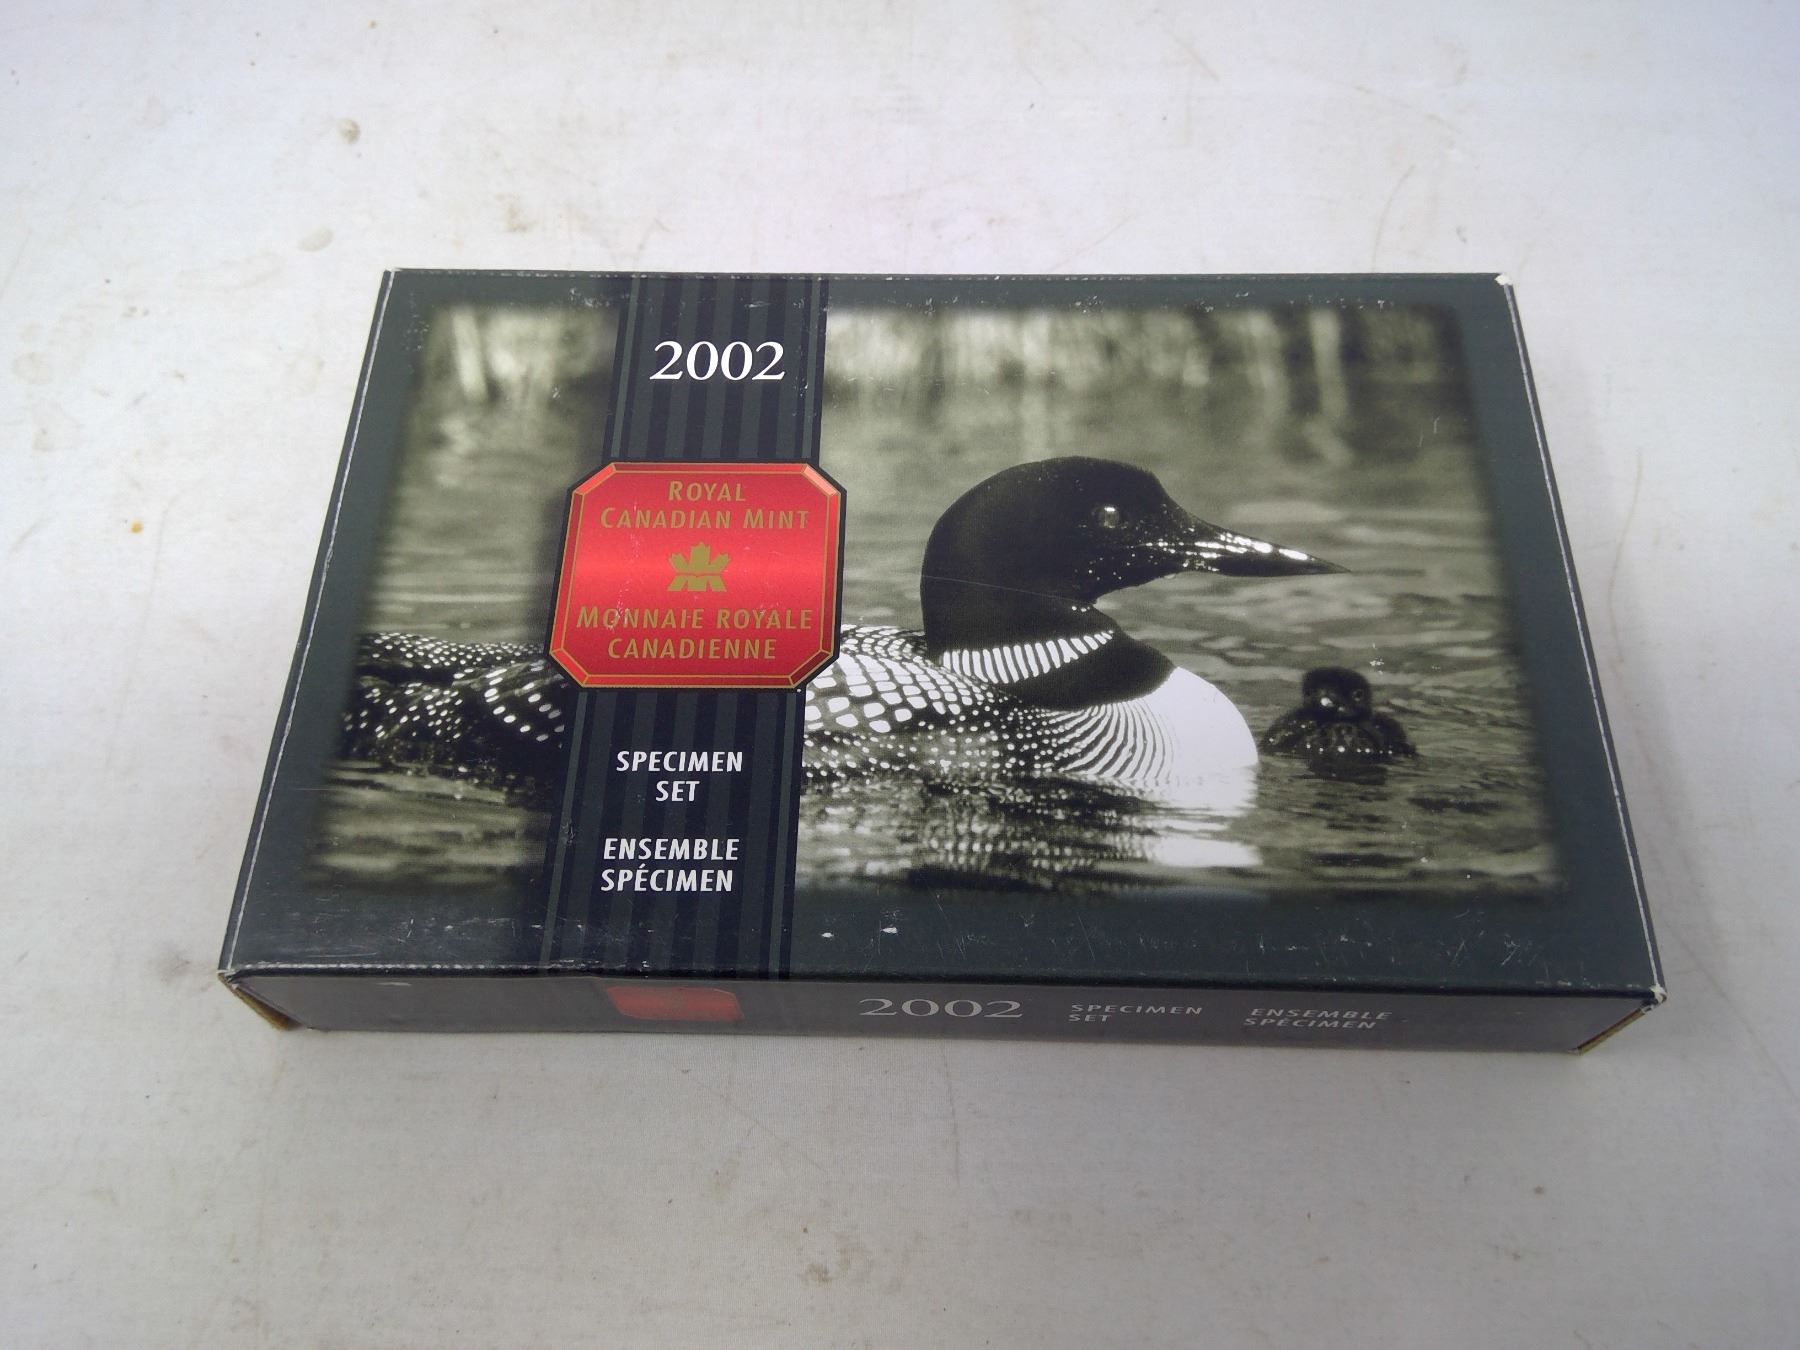 2002
ROYAL
CANADIAN MINT
MONNAIE ROYALE
CANADIENNE
SPECIMEN
SET
ENSEMBLE
SPÉCIMEN
2002
SPECIMEN
SET
ENSEMBLE
SPÉCIMEN